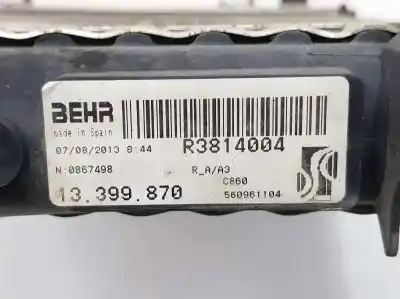 BEHR
made in Spain
07/08/2013 8:44 R3814004
N:0867498 R_A/A3
C860
13.399.870 560961104